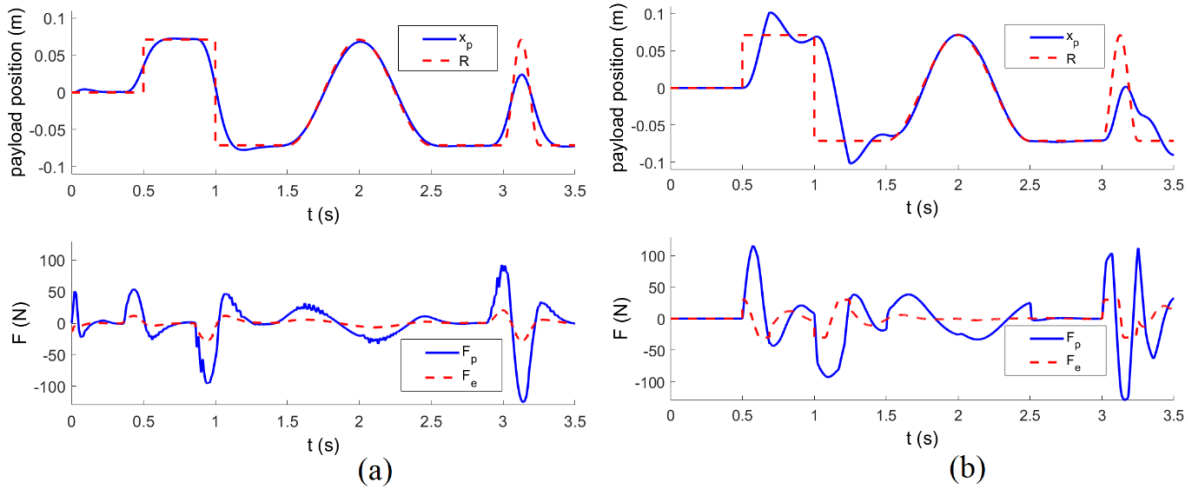 payload position (m)
0.1
0.05
0
-0.05
-0.1
x_p
R
0 0.5 1 1.5 2 2.5 3 3.5
t (s)
F (N)
100
50
0
-50
-100
F_p
F_e
0 0.5 1 1.5 2 2.5 3 3.5
t (s)
(a)
payload position (m)
0.1
0.05
0
-0.05
-0.1
x_p
R
0 0.5 1 1.5 2 2.5 3 3.5
t (s)
F (N)
100
50
0
-50
-100
F_p
F_e
0 0.5 1 1.5 2 2.5 3 3.5
t (s)
(b)